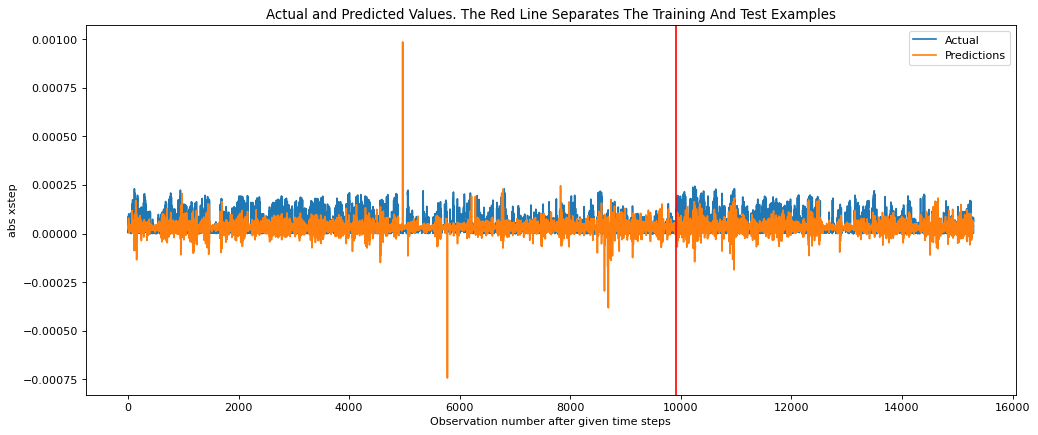 Actual and Predicted Values. The Red Line Separates The Training And Test Examples
Actual
Predictions
0.00100
0.00075
0.00050
0.00025
0.00000
−0.00025
−0.00050
−0.00075
abs xstep
0 2000 4000 6000 8000 10000 12000 14000 16000
Observation number after given time steps